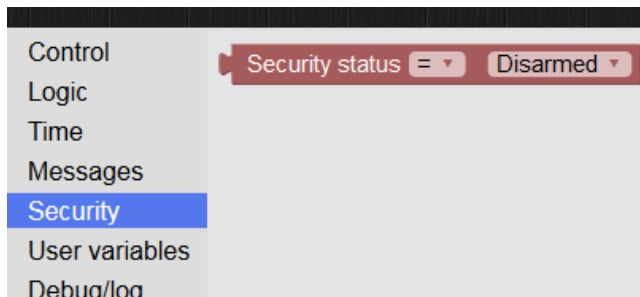 Control
Logic
Time
Messages
Security
User variables
Debug/log
Security status = Disarmed